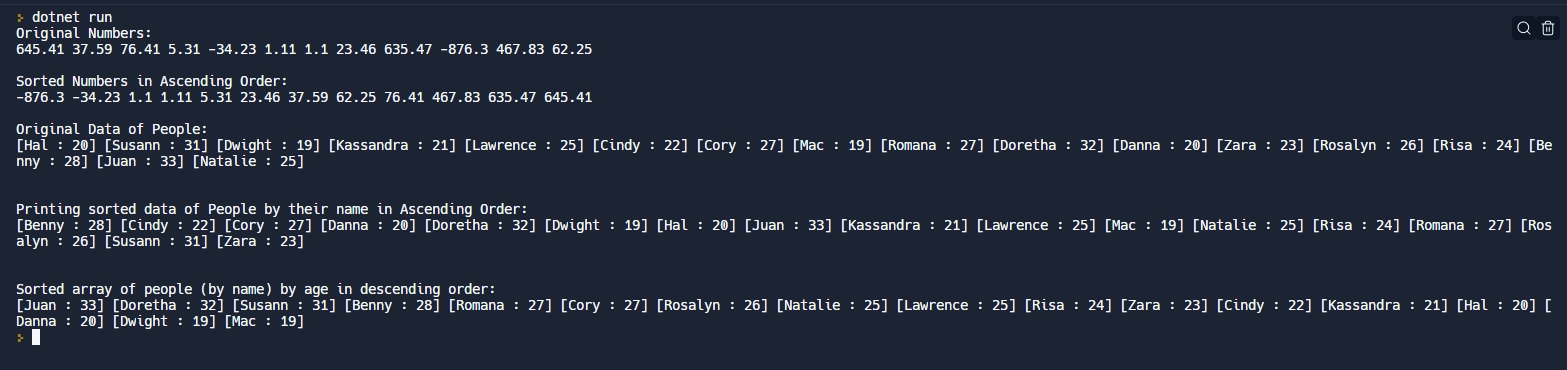 dotnet run
Original Numbers:
645.41 37.59 76.41 5.31 -34.23 1.11 1.1 23.46 635.47 -876.3 467.83 62.25
Sorted Numbers in Ascending Order:
-876.3 -34.23 1.1 1.11 5.31 23.46 37.59 62.25 76.41 467.83 635.47 645.41
Original Data of People:
[Hal : 20] [Susann : 31] [Dwight : 19] [Kassandra : 21] [Lawrence : 25] [Cindy : 22] [Cory : 27] [Mac : 19] [Romana : 27] [Doretha : 32] [Danna : 20] [Zara : 23] [Rosalyn : 26] [Risa : 24] [Be
nny : 28] [Juan : 33] [Natalie : 25]
Printing sorted data of People by their name in Ascending Order:
[Benny : 28] [Cindy : 22] [Cory : 27] [Danna : 20] [Doretha : 32] [Dwight : 19] [Hal : 20] [Juan : 33] [Kassandra : 21] [Lawrence : 25] [Mac : 19] [Natalie : 25] [Risa : 24] [Romana : 27] [Ros
alyn : 26] [Susann : 31] [Zara : 23]
Sorted array of people (by name) by age in descending order:
[Juan : 33] [Doretha : 32] [Susann : 31] [Benny : 28] [Romana : 27] [Cory : 27] [Rosalyn : 26] [Natalie : 25] [Lawrence : 25] [Risa : 24] [Zara : 23] [Cindy : 22] [Kassandra : 21] [Hal : 20] [
Danna : 20] [Dwight : 19] [Mac : 19]